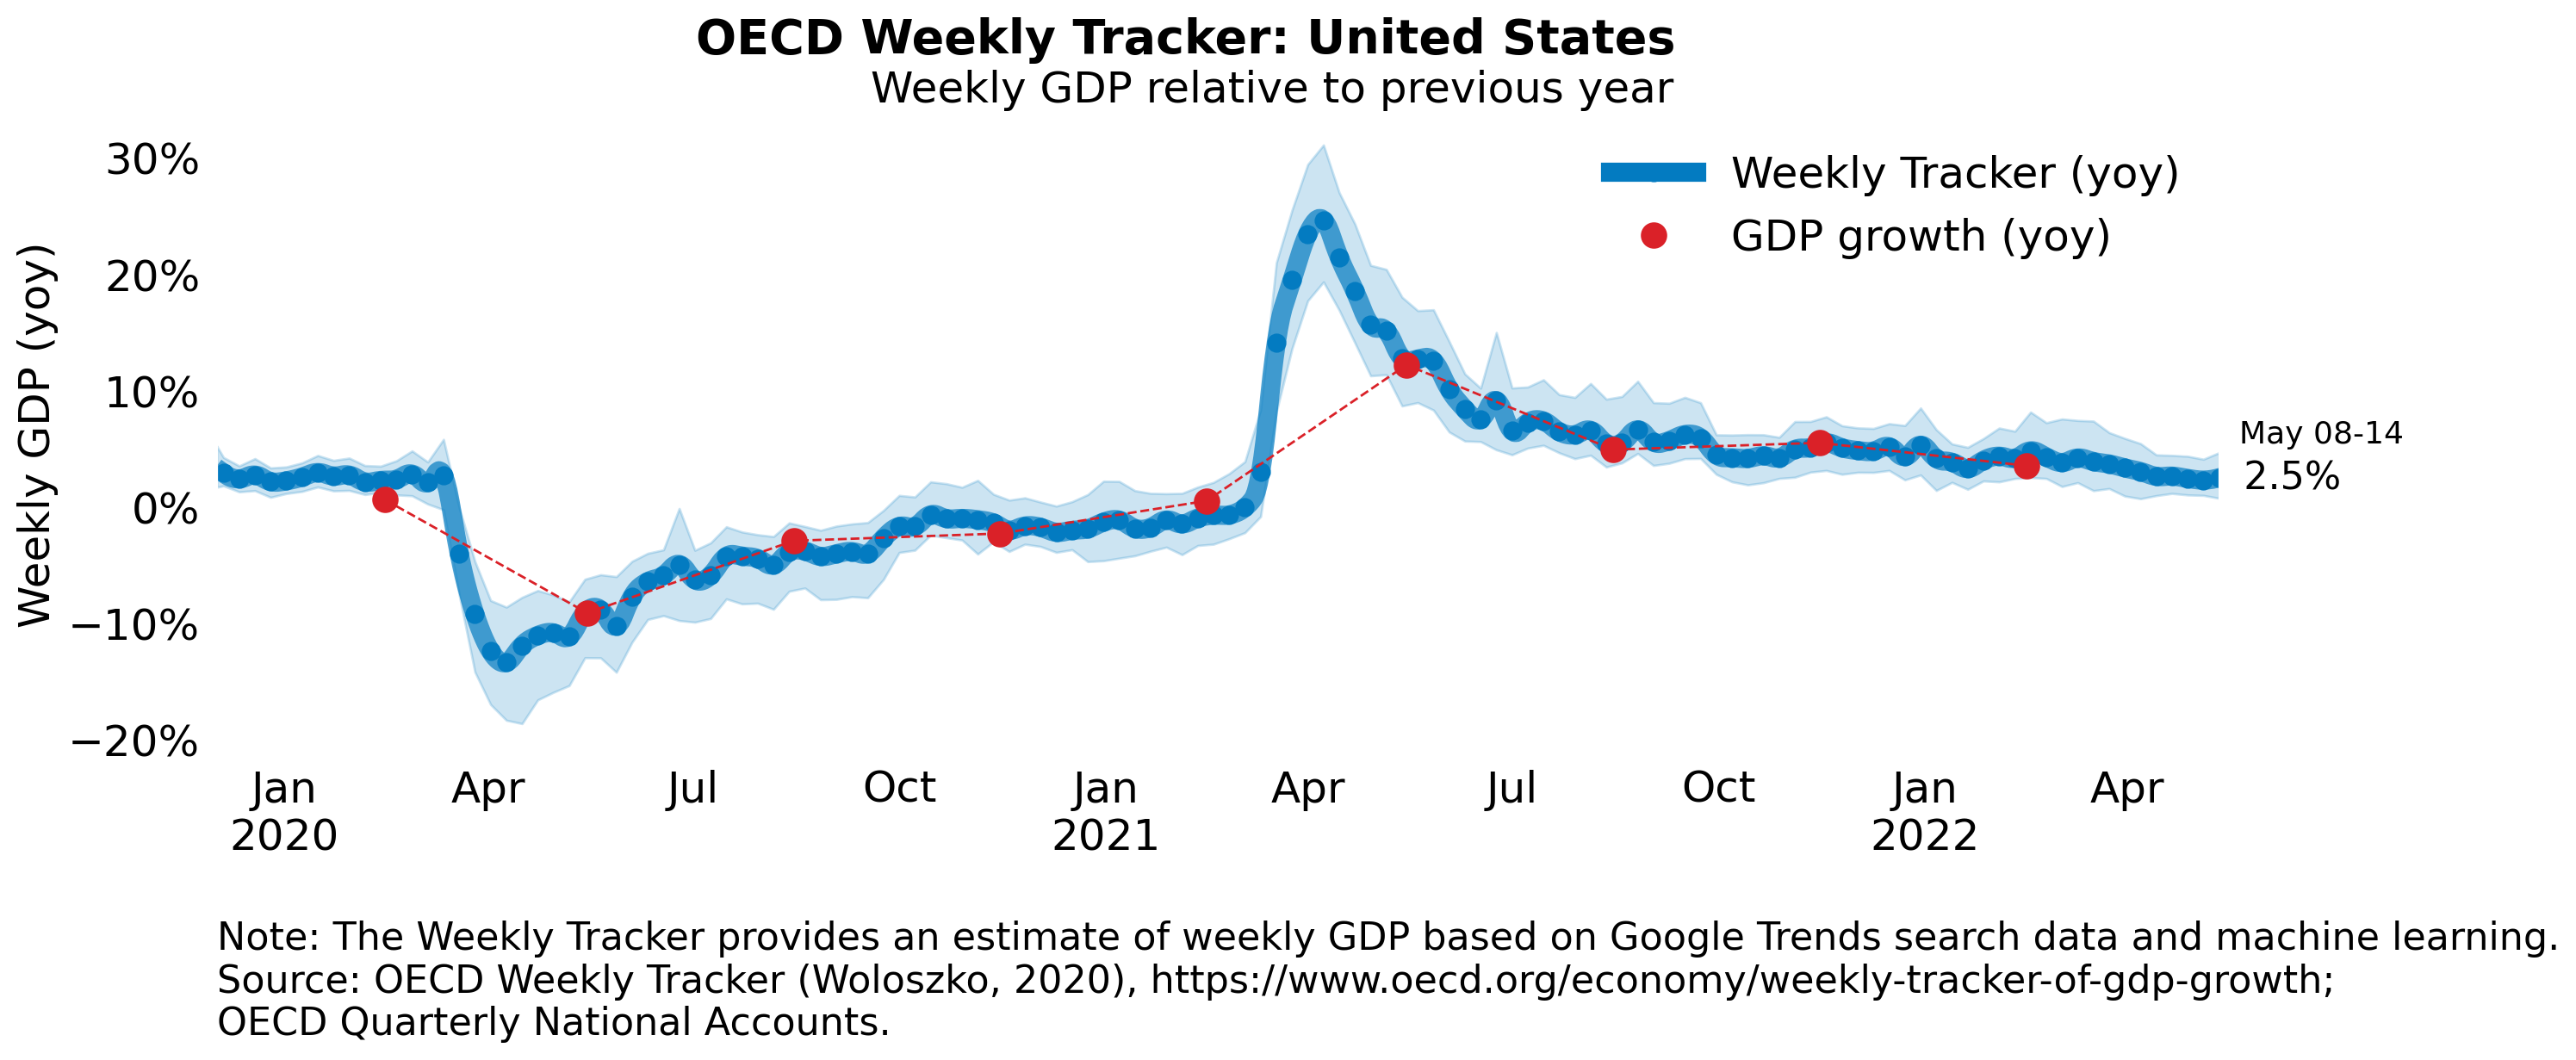 OECD Weekly Tracker: United States
Weekly GDP relative to previous year
Weekly GDP (yoy)
30%
20%
10%
0%
−10%
−20%
Weekly Tracker (yoy)
GDP growth (yoy)
May 08-14
2.5%
Jan Apr Jul Oct Jan Apr Jul Oct Jan Apr
2020 2021 2022
Note: The Weekly Tracker provides an estimate of weekly GDP based on Google Trends search data and machine learning.
Source: OECD Weekly Tracker (Woloszko, 2020), https://www.oecd.org/economy/weekly-tracker-of-gdp-growth;
OECD Quarterly National Accounts.